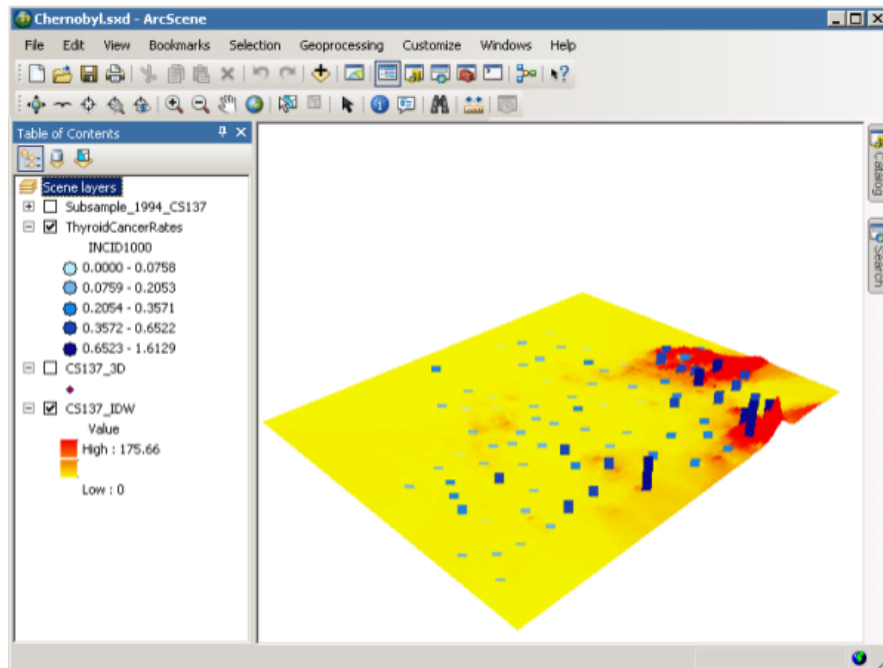 Chernobyl.sxd - ArcScene
File Edit View Bookmarks Selection Geoprocessing Customize Windows Help
Table of Contents
Scene layers
Subsample_1994_CS137
ThyroidCancerRates
INCID1000
0.0000 - 0.0758
0.0759 - 0.2053
0.2054 - 0.3571
0.3572 - 0.6522
0.6523 - 1.6129
CS137_3D
CS137_IDW
Value
High : 175.66
Low : 0
Catalog
Search